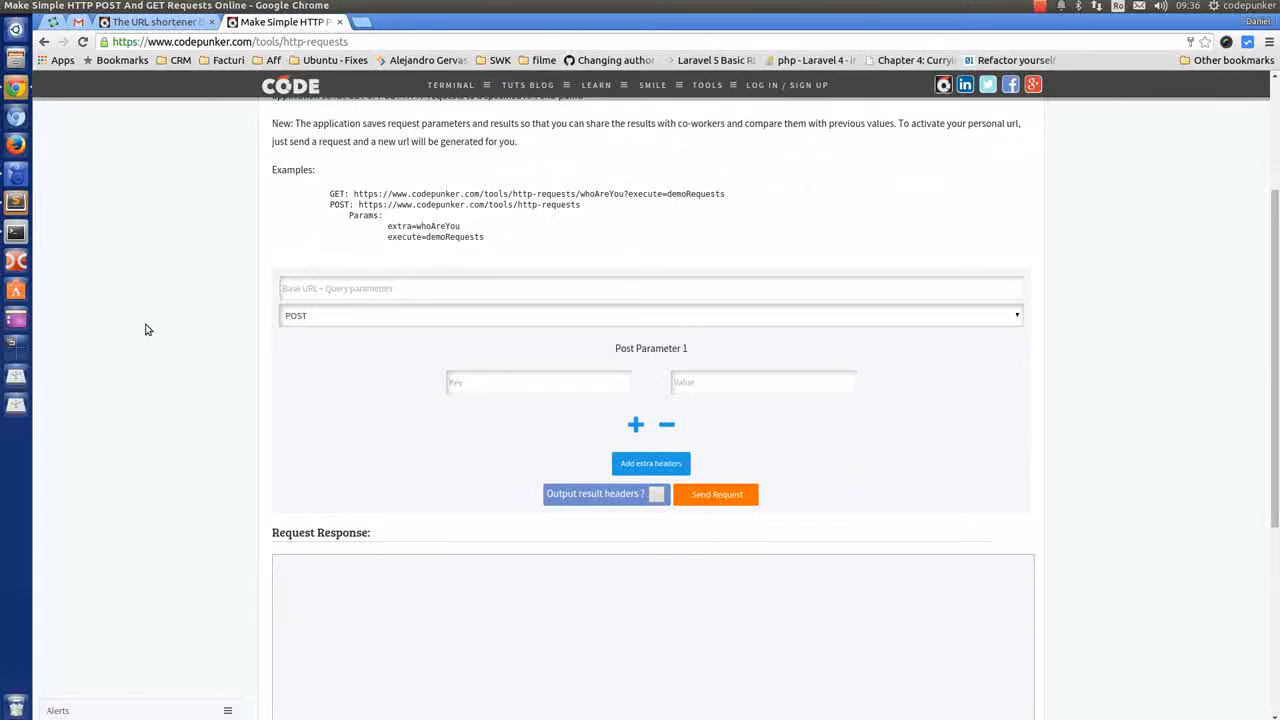 Make Simple HTTP POST And GET Requests Online - Google Chrome
Ro
09:36
codepunker
The URL shortener
Make Simple HTTP P
Daniel
https://www.codepunker.com/tools/http-requests
Apps
Bookmarks
CRM
Facturi
Aff
Ubuntu - Fixes
Alejandro Gervas
SWK
filme
Changing author
Laravel 5 Basic R
php - Laravel 4 - i
Chapter 4: Curryi
Refactor yourself
Other bookmarks
CODE
TERMINAL
TUTS BLOG
LEARN
SMILE
TOOLS
LOG IN / SIGN UP
New: The application saves request parameters and results so that you can share the results with co-workers and compare them with previous values. To activate your personal url,
just send a request and a new url will be generated for you.
Examples:
GET: https://www.codepunker.com/tools/http-requests/whoAreYou?execute=demoRequests
POST: https://www.codepunker.com/tools/http-requests
Params:
extra=whoAreYou
execute=demoRequests
Base URL + Query parameters
POST
Post Parameter 1
Key
Value
Add extra headers
Output result headers ?
Send Request
Request Response:
Alerts